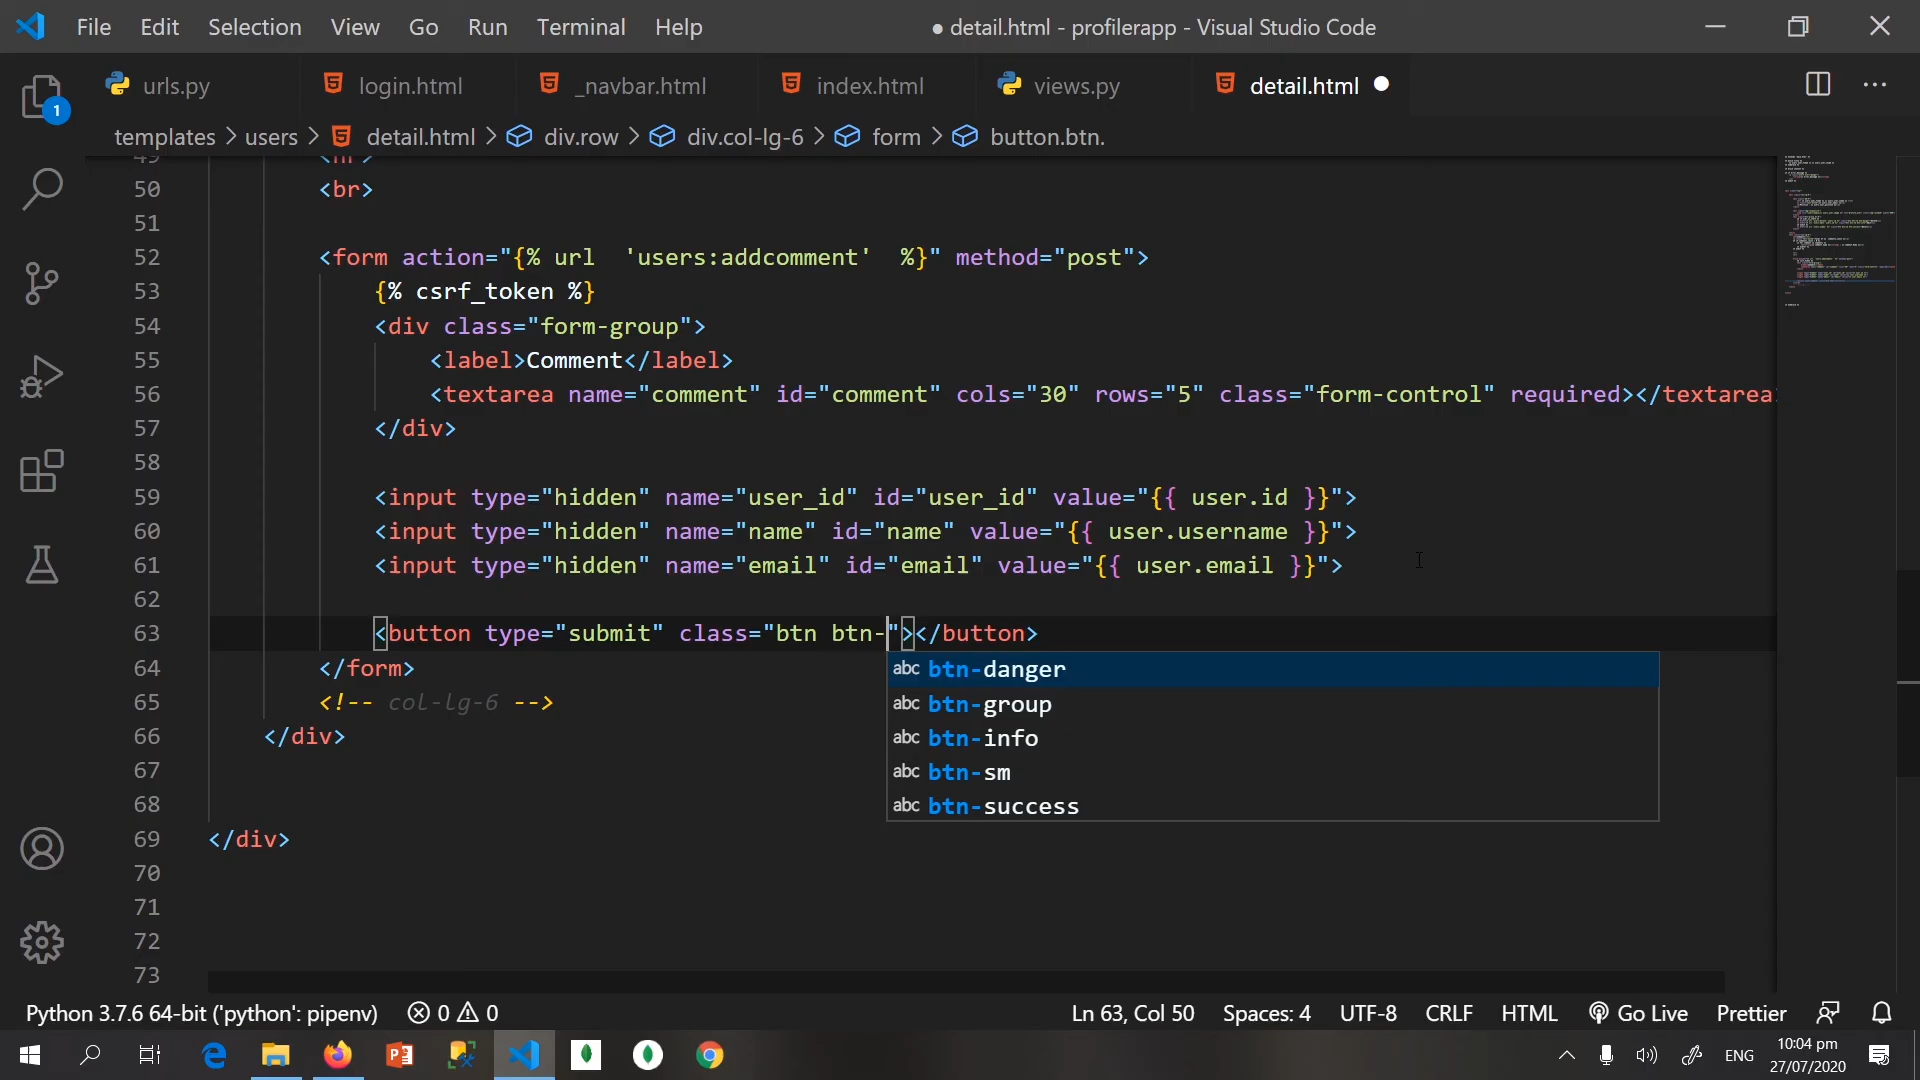 File Edit Selection View Go Run Terminal Help
● detail.html - profilerapp - Visual Studio Code
1
urls.py login.html _navbar.html index.html views.py detail.html ●
templates > users > detail.html > div.row > div.col-lg-6 > form > button.btn.
49 <hr>
50 <br>
51
52 <form action="{% url  'users:addcomment'  %}" method="post">
53 {% csrf_token %}
54 <div class="form-group">
55 <label>Comment</label>
56 <textarea name="comment" id="comment" cols="30" rows="5" class="form-control" required></textarea
57 </div>
58
59 <input type="hidden" name="user_id" id="user_id" value="{{ user.id }}">
60 <input type="hidden" name="name" id="name" value="{{ user.username }}">
61 <input type="hidden" name="email" id="email" value="{{ user.email }}">
62
63 <button type="submit" class="btn btn-"></button>
64 </form>
abc btn-danger
65 <!-- col-lg-6 -->
abc btn-group
66 </div>
abc btn-info
67
abc btn-sm
68
abc btn-success
69 </div>
70
71
72
73
Python 3.7.6 64-bit ('python': pipenv) 0 0 Ln 63, Col 50 Spaces: 4 UTF-8 CRLF HTML Go Live Prettier
ENG 10:04 pm
27/07/2020